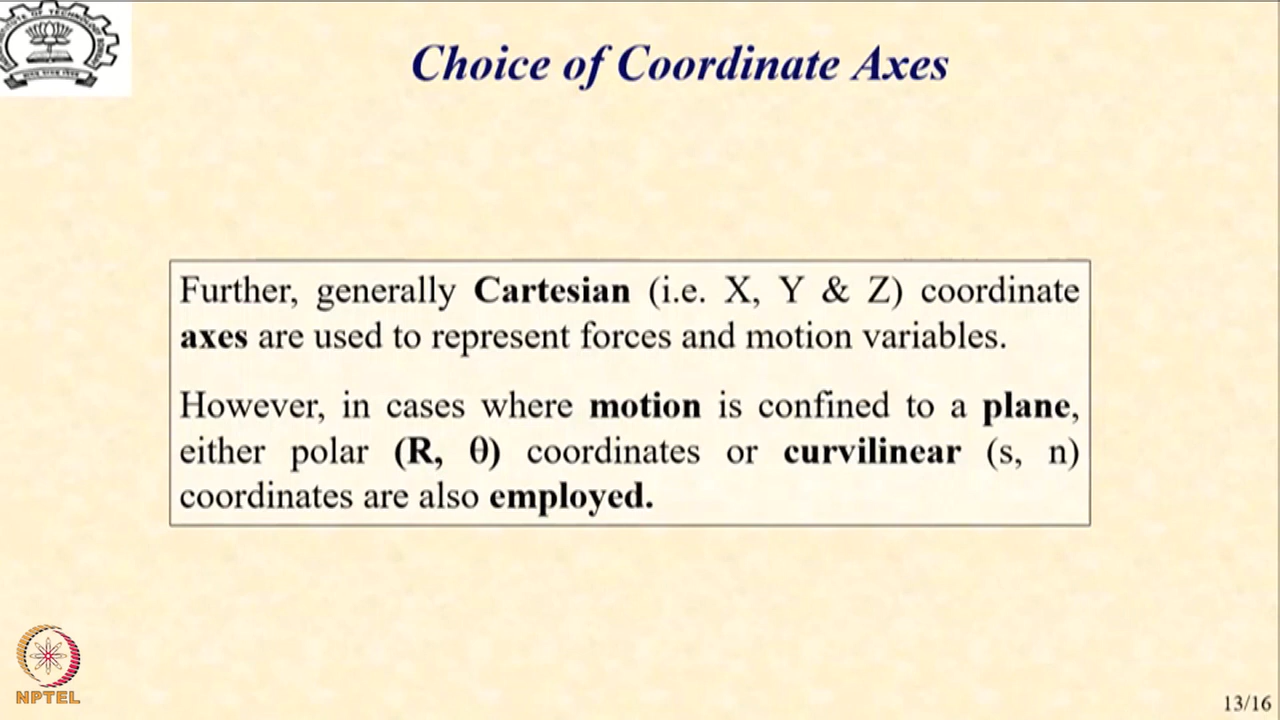 Choice of Coordinate Axes
Further, generally Cartesian (i.e. X, Y & Z) coordinate
axes are used to represent forces and motion variables.
However, in cases where motion is confined to a plane,
either polar (R, θ) coordinates or curvilinear (s, n)
coordinates are also employed.
NPTEL
13/16